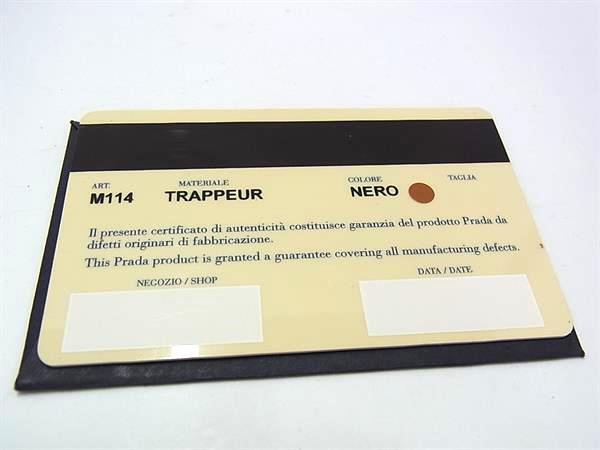 ART. MATERIALE COLORE TAGLIA
M114 TRAPPEUR NERO
Il presente certificato di autenticità costituisce garanzia del prodotto Prada da
difetti originari di fabbricazione.
This Prada product is granted a guarantee covering all manufacturing defects.
NEGOZIO / SHOP DATA / DATE